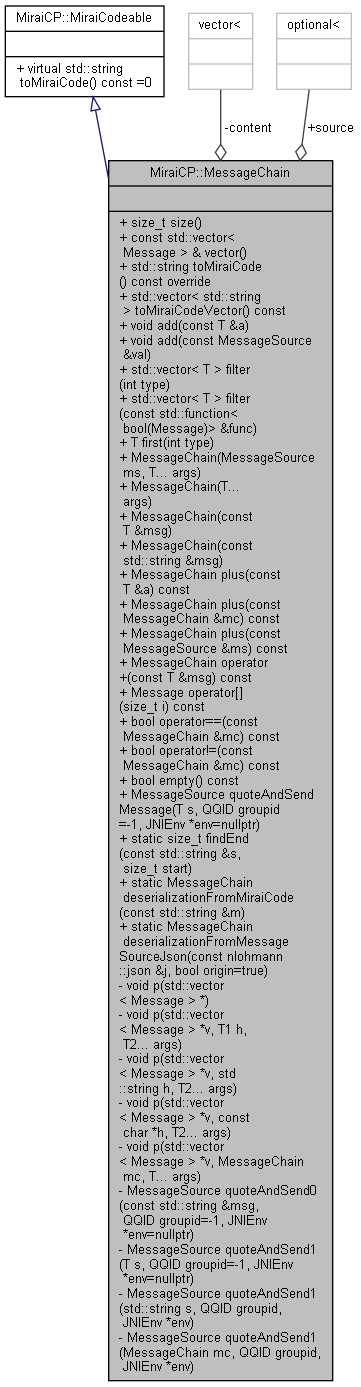 MiraiCP::MiraiCodeable
+ virtual std::string
toMiraiCode() const =0
vector<
optional<
-content
+source
MiraiCP::MessageChain
+ size_t size()
+ const std::vector<
Message > & vector()
+ std::string toMiraiCode
() const override
+ std::vector< std::string
> toMiraiCodeVector() const
+ void add(const T &a)
+ void add(const MessageSource
&val)
+ std::vector< T > filter
(int type)
+ std::vector< T > filter
(const std::function<
bool(Message)> &func)
+ T first(int type)
+ MessageChain(MessageSource
ms, T... args)
+ MessageChain(T...
args)
+ MessageChain(const
T &msg)
+ MessageChain(const
std::string &msg)
+ MessageChain plus(const
T &a) const
+ MessageChain plus(const
MessageChain &mc) const
+ MessageChain plus(const
MessageSource &ms) const
+ MessageChain operator
+(const T &msg) const
+ Message operator[]
(size_t i) const
+ bool operator==(const
MessageChain &mc) const
+ bool operator!=(const
MessageChain &mc) const
+ bool empty() const
+ MessageSource quoteAndSend
Message(T s, QQID groupid
=-1, JNIEnv *env=nullptr)
+ static size_t findEnd
(const std::string &s,
size_t start)
+ static MessageChain
deserializationFromMiraiCode
(const std::string &m)
+ static MessageChain
deserializationFromMessage
SourceJson(const nlohmann
::json &j, bool origin=true)
- void p(std::vector
< Message > *)
- void p(std::vector
< Message > *v, T1 h,
T2... args)
- void p(std::vector
< Message > *v, std
::string h, T2... args)
- void p(std::vector
< Message > *v, const
char *h, T2... args)
- void p(std::vector
< Message > *v, MessageChain
mc, T... args)
- MessageSource quoteAndSend0
(const std::string &msg,
QQID groupid=-1, JNIEnv
*env=nullptr)
- MessageSource quoteAndSend1
(T s, QQID groupid=-1, JNIEnv
*env=nullptr)
- MessageSource quoteAndSend1
(std::string s, QQID groupid,
JNIEnv *env)
- MessageSource quoteAndSend1
(MessageChain mc, QQID groupid,
JNIEnv *env)